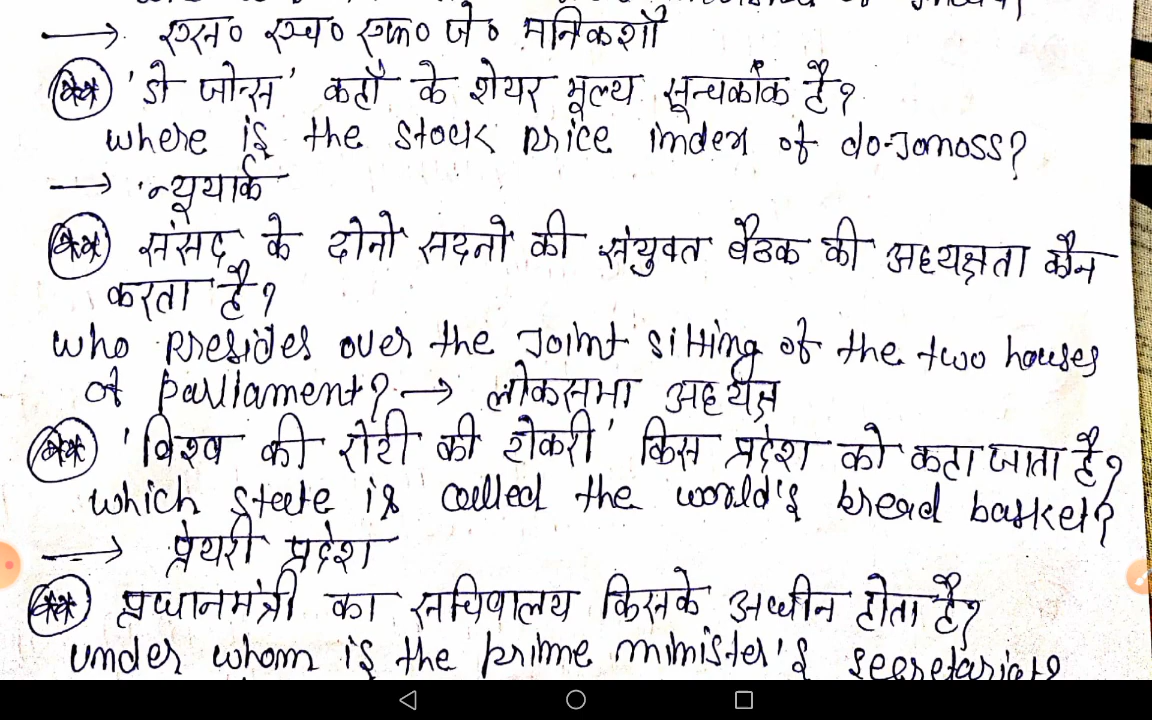 → एस० एच० एफ० जे० मनिकशॉ
** 'डो जोन्स' कहाँ के शेयर मूल्य सूचकांक है?
where is the stock price index of do-Jonoss?
→ न्यूयार्क
** संसद के दोनो सदनो की संयुक्त बैठक की अध्यक्षता कौन
करता है?
who presides over the Joint sitting of the two houses
of parliament? → लोकसभा अध्यक्ष
** 'विश्व की रोटी की टोकरी' किस प्रदेश को कहा जाता है?
which state is called the world's bread basket?
→ प्रेयरी प्रदेश
** प्रधानमंत्री का सचिवालय किसके अधीन होता है?
under whom is the prime minister's secretariat